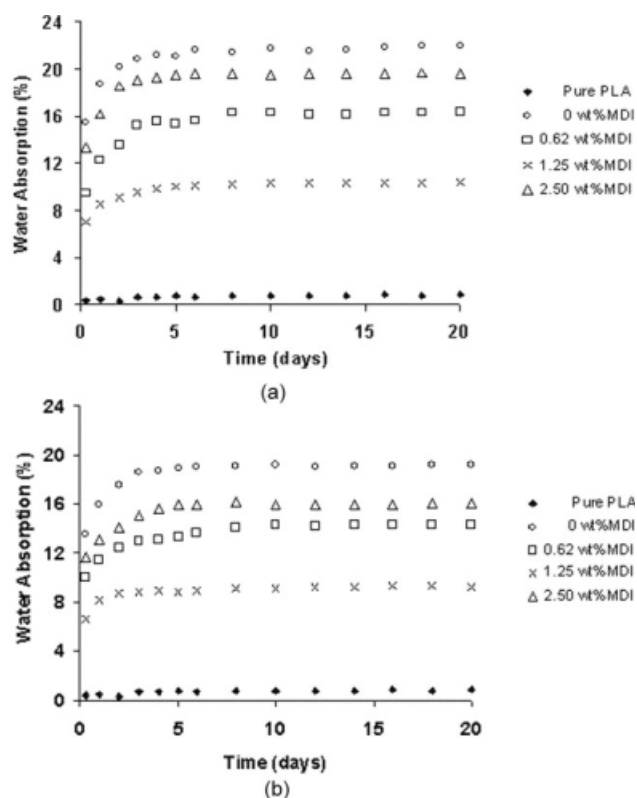 24
20
16
12
8
4
0
Water Absorption (%)
0 5 10 15 20
Time (days)
Pure PLA
0 wt%MDI
0.62 wt%MDI
1.25 wt%MDI
2.50 wt%MDI
(a)
24
20
16
12
8
4
0
Water Absorption (%)
0 5 10 15 20
Time (days)
Pure PLA
0 wt%MDI
0.62 wt%MDI
1.25 wt%MDI
2.50 wt%MDI
(b)